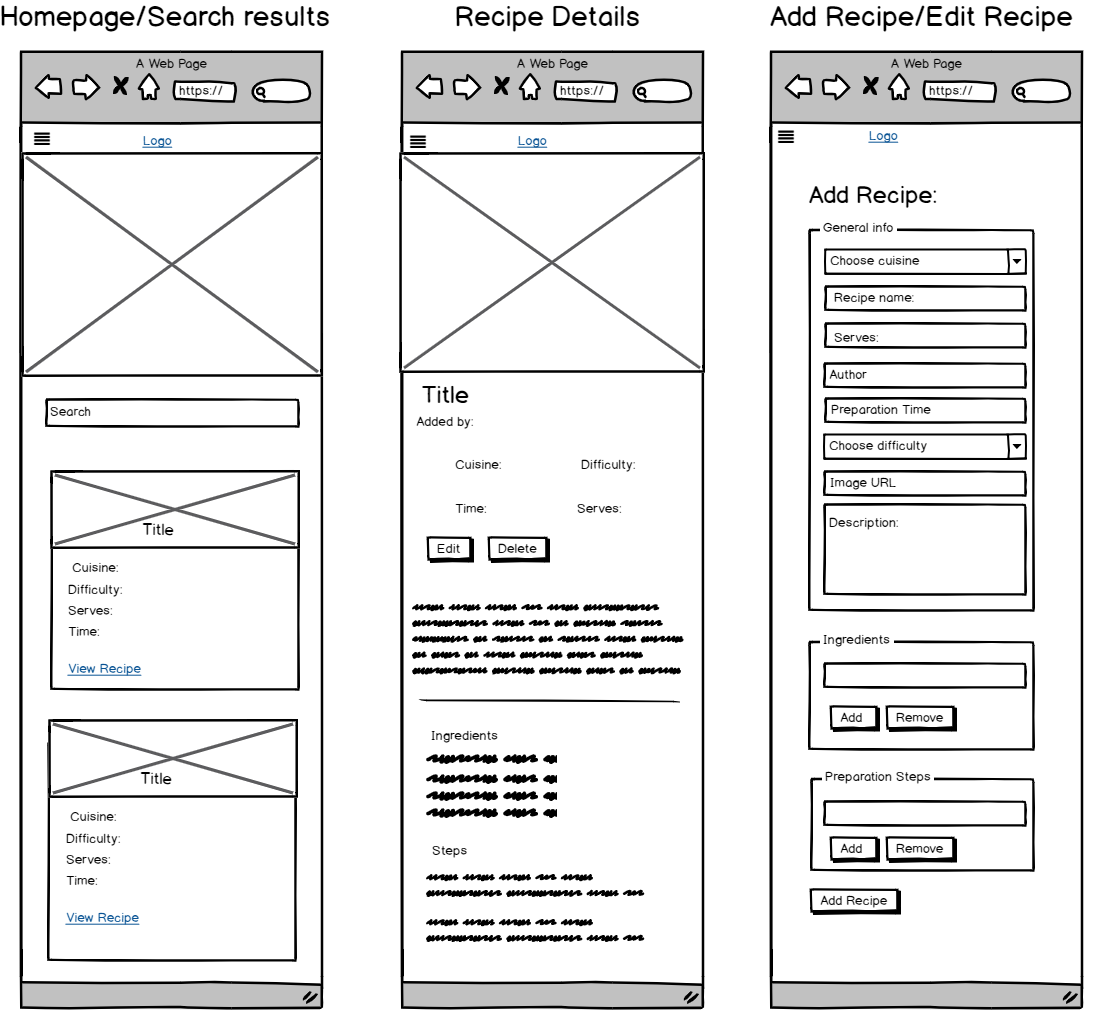 Homepage/Search results
A Web Page
https://
Logo
Search
Title
Cuisine:
Difficulty:
Serves:
Time:
View Recipe
Title
Cuisine:
Difficulty:
Serves:
Time:
View Recipe
Recipe Details
A Web Page
https://
Logo
Title
Added by:
Cuisine: Difficulty:
Time: Serves:
Edit Delete
Ingredients
Steps
Add Recipe/Edit Recipe
A Web Page
https://
Logo
Add Recipe:
General info
Choose cuisine
Recipe name:
Serves:
Author
Preparation Time
Choose difficulty
Image URL
Description:
Ingredients
Add Remove
Preparation Steps
Add Remove
Add Recipe